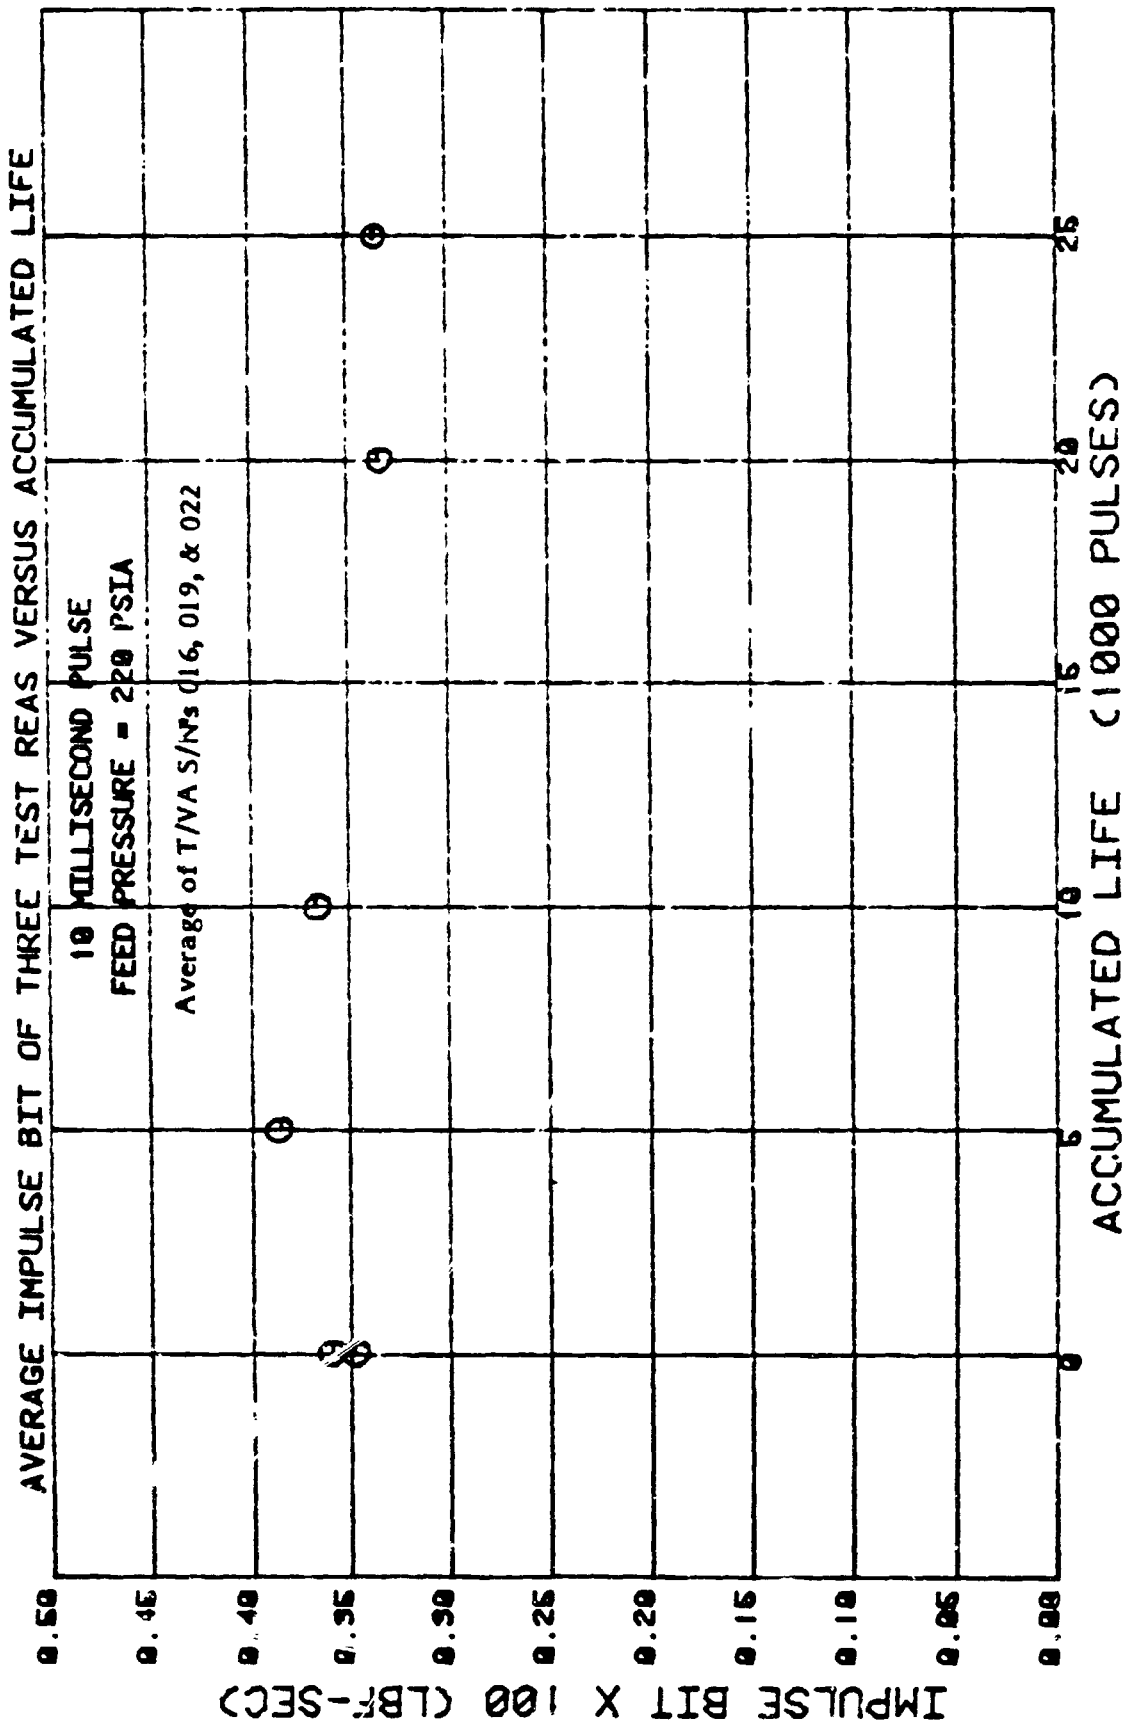 AVERAGE IMPULSE BIT OF THREE TEST REAS VERSUS ACCUMULATED LIFE
10 MILLISECOND PULSE
FEED PRESSURE = 220 PSIA
Average of T/VA S/N's 016, 019, & 022
IMPULSE BIT X 100 (LBF-SEC)
0.50
0.45
0.40
0.35
0.30
0.25
0.20
0.15
0.10
0.05
0.00
0 5 10 15 20 25
ACCUMULATED LIFE (1000 PULSES)